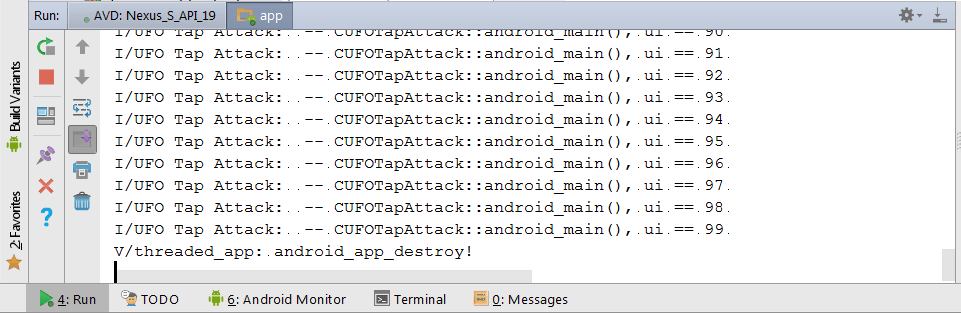 Run: AVD: Nexus_S_API_19 app
I/UFO Tap Attack: -- CUFOTapAttack::android_main(), ui == 90.
I/UFO Tap Attack: -- CUFOTapAttack::android_main(), ui == 91.
I/UFO Tap Attack: -- CUFOTapAttack::android_main(), ui == 92.
I/UFO Tap Attack: -- CUFOTapAttack::android_main(), ui == 93.
I/UFO Tap Attack: -- CUFOTapAttack::android_main(), ui == 94.
I/UFO Tap Attack: -- CUFOTapAttack::android_main(), ui == 95.
I/UFO Tap Attack: -- CUFOTapAttack::android_main(), ui == 96.
I/UFO Tap Attack: -- CUFOTapAttack::android_main(), ui == 97.
I/UFO Tap Attack: -- CUFOTapAttack::android_main(), ui == 98.
I/UFO Tap Attack: -- CUFOTapAttack::android_main(), ui == 99.
V/threaded_app: android_app_destroy!
Build Variants
2: Favorites
4: Run TODO 6: Android Monitor Terminal 0: Messages